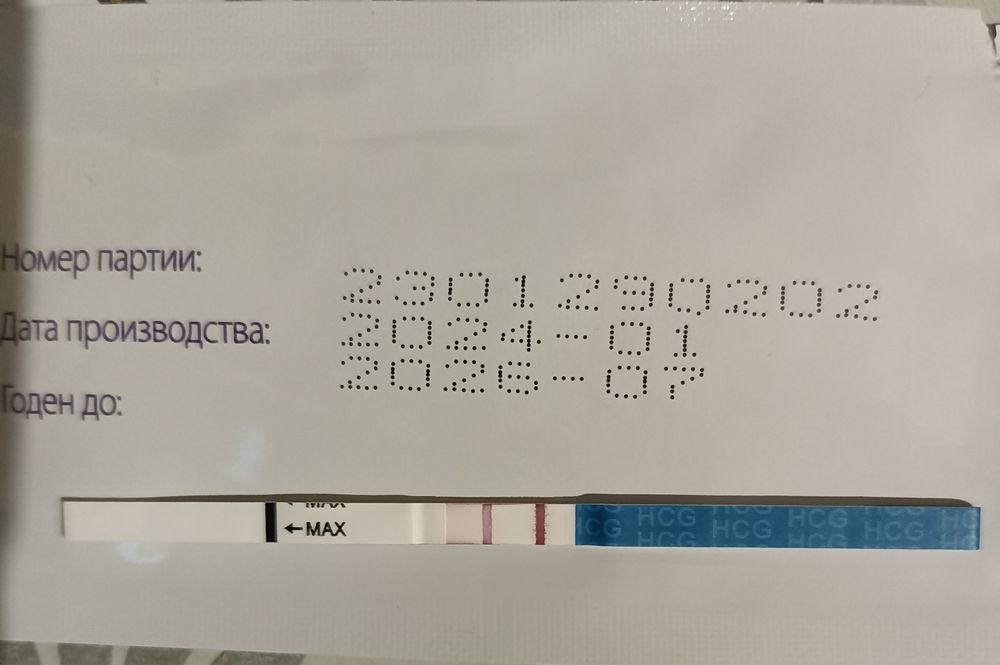 Номер партии:
2301290202
Дата производства:
2024-01
Годен до:
2026-07
MAX
←MAX
HCG HCG HCG HCG HCG HCG
HCG HCG HCG HCG HCG